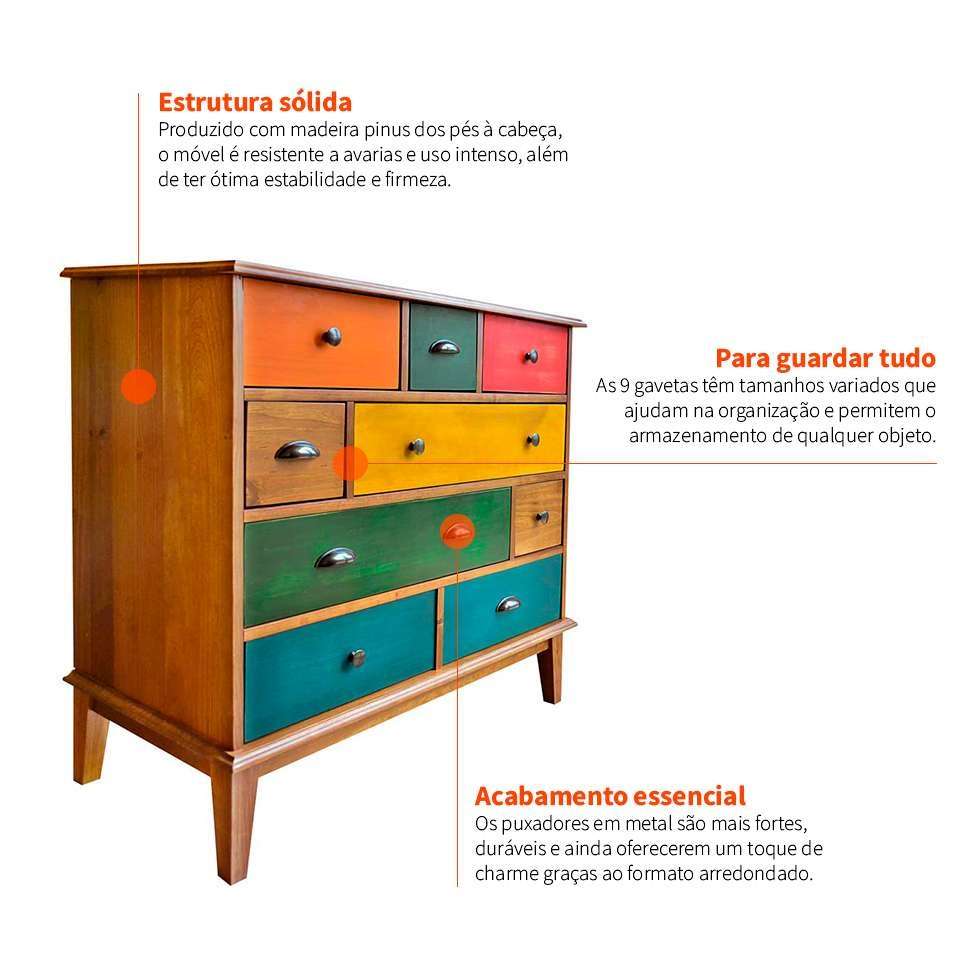 Estrutura sólida
Produzido com madeira pinus dos pés à cabeça,
o móvel é resistente a avarias e uso intenso, além
de ter ótima estabilidade e firmeza.
Para guardar tudo
As 9 gavetas têm tamanhos variados que
ajudam na organização e permitem o
armazenamento de qualquer objeto.
Acabamento essencial
Os puxadores em metal são mais fortes,
duráveis e ainda oferecerem um toque de
charme graças ao formato arredondado.